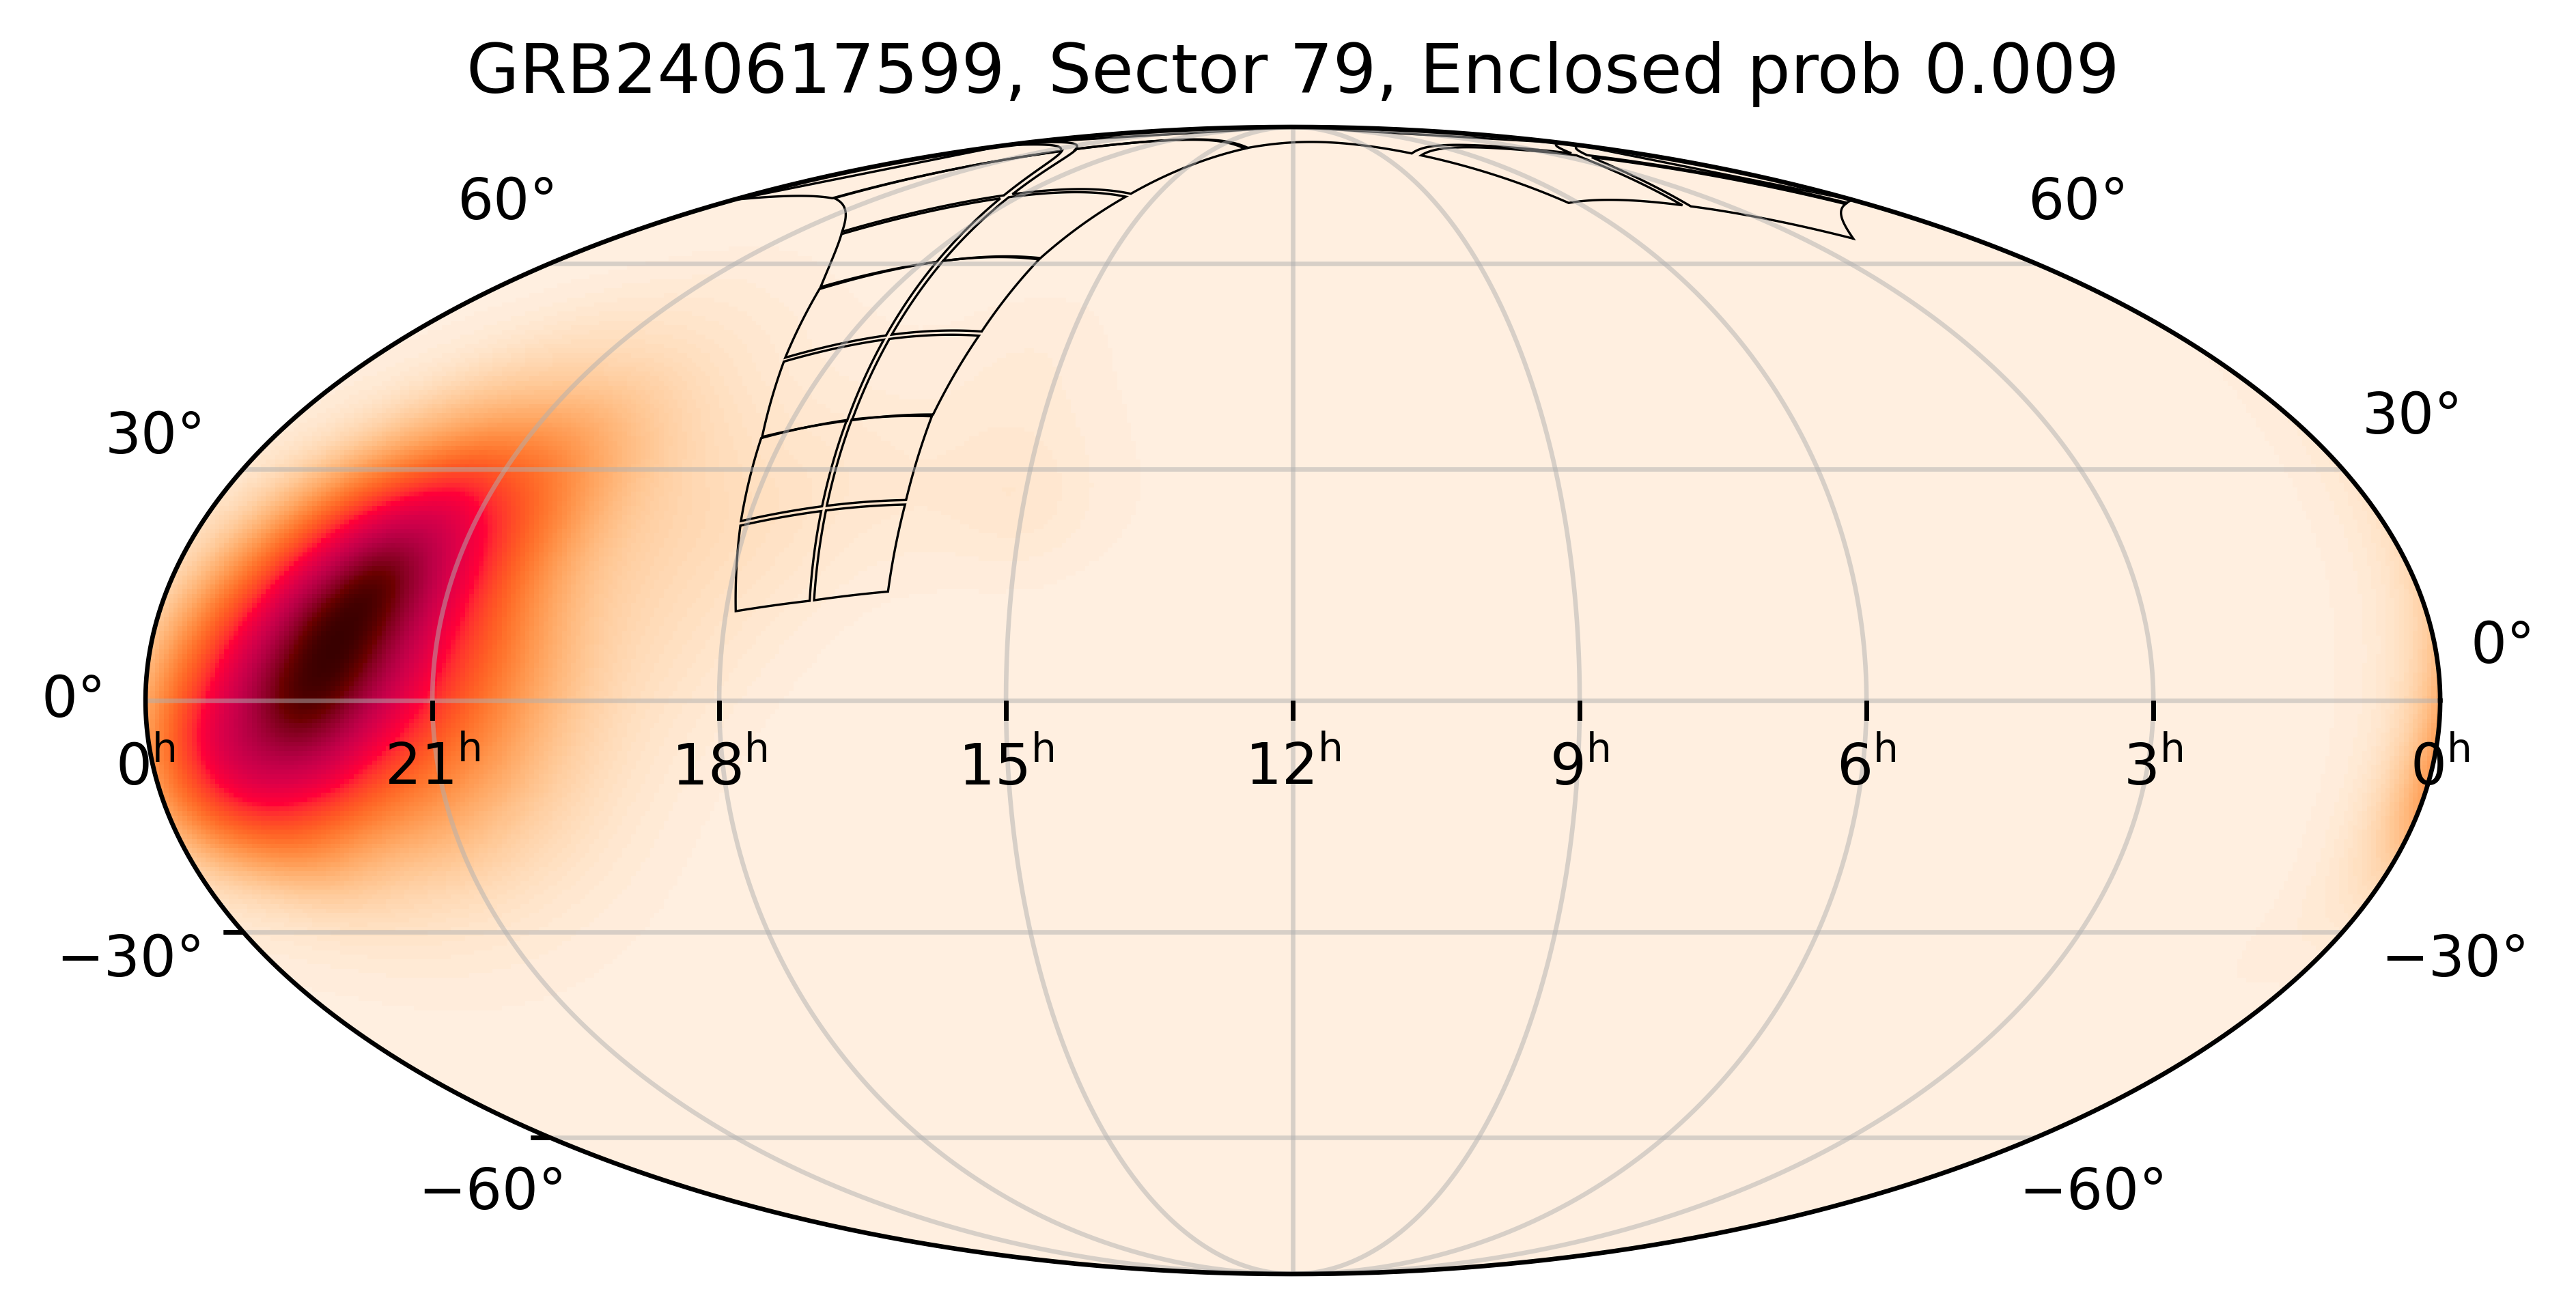 GRB240617599, Sector 79, Enclosed prob 0.009
60° 60°
30° 30°
0° 0°
0ʰ 21ʰ 18ʰ 15ʰ 12ʰ 9ʰ 6ʰ 3ʰ 0ʰ
−30° −30°
−60° −60°